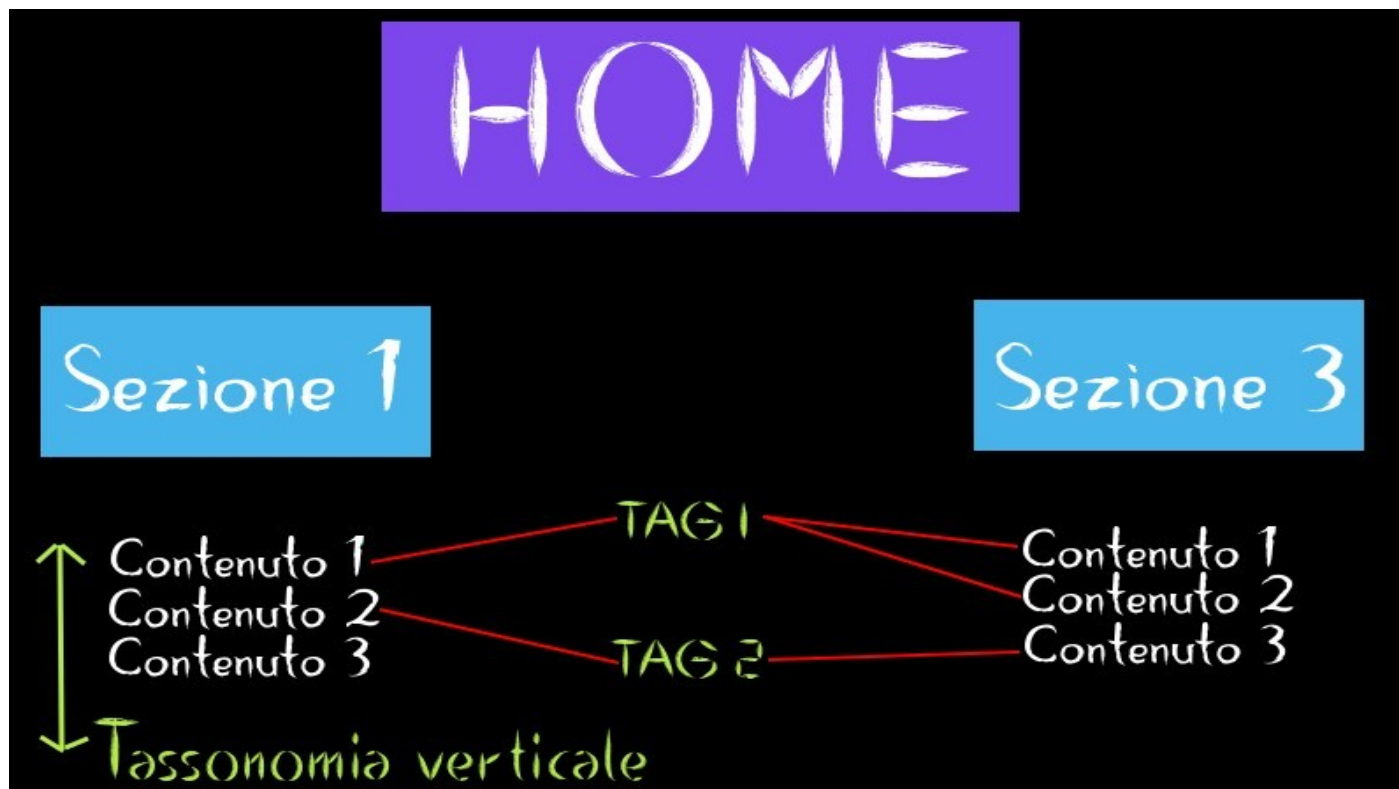 HOME
Sezione 1
Sezione 3
TAG 1
Contenuto 1
Contenuto 2
Contenuto 3
Contenuto 1
Contenuto 2
Contenuto 3
TAG 2
Tassonomia verticale